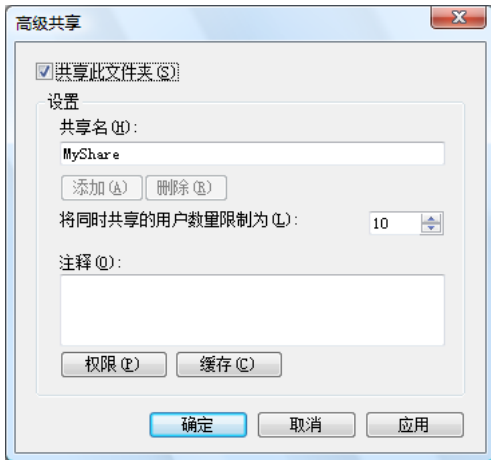 高级共享
共享此文件夹(S)
设置
共享名(H):
MyShare
添加(A) 删除(R)
将同时共享的用户数量限制为(L): 10
注释(O):
权限(P) 缓存(C)
确定 取消 应用